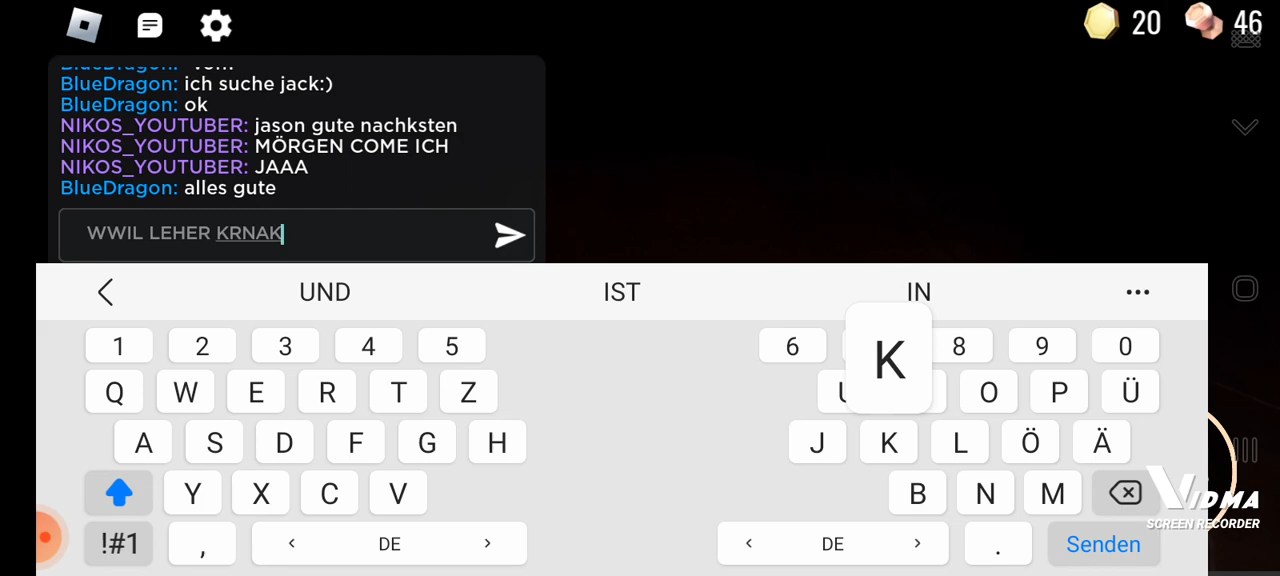 20 46
BlueDragon:
BlueDragon: ich suche jack:)
BlueDragon: ok
NIKOS_YOUTUBER: jason gute nachksten
NIKOS_YOUTUBER: MÖRGEN COME ICH
NIKOS_YOUTUBER: JAAA
BlueDragon: alles gute
WWIL LEHER KRNAK
UND IST IN ...
1 2 3 4 5 6 8 9 0
K
Q W E R T Z U O P Ü
A S D F G H J K L Ö Ä
Y X C V B N M
VIDMA
SCREEN RECORDER
!#1 , < DE > < DE > . Senden